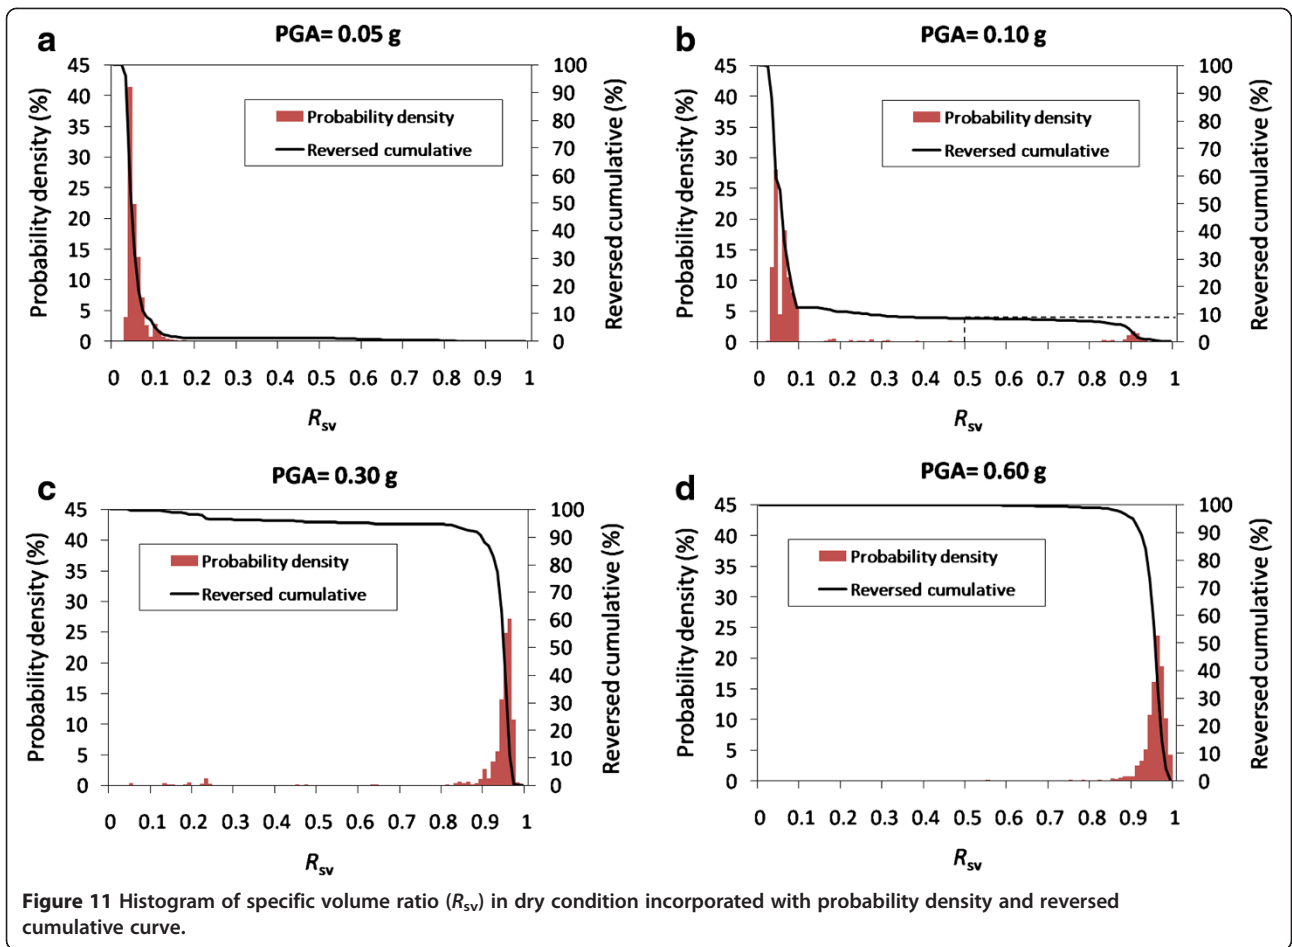 a
PGA= 0.05 g
45
40
35
30
25
20
15
10
5
0
Probability density (%)
100
90
80
70
60
50
40
30
20
10
0
Reversed cumulative (%)
Probability density
Reversed cumulative
0 0.1 0.2 0.3 0.4 0.5 0.6 0.7 0.8 0.9 1
Rsv
b
PGA= 0.10 g
45
40
35
30
25
20
15
10
5
0
Probability density (%)
100
90
80
70
60
50
40
30
20
10
0
Reversed cumulative (%)
Probability density
Reversed cumulative
0 0.1 0.2 0.3 0.4 0.5 0.6 0.7 0.8 0.9 1
Rsv
c
PGA= 0.30 g
45
40
35
30
25
20
15
10
5
0
Probability density (%)
100
90
80
70
60
50
40
30
20
10
0
Reversed cumulative (%)
Probability density
Reversed cumulative
0 0.1 0.2 0.3 0.4 0.5 0.6 0.7 0.8 0.9 1
Rsv
d
PGA= 0.60 g
45
40
35
30
25
20
15
10
5
0
Probability density (%)
100
90
80
70
60
50
40
30
20
10
0
Reversed cumulative (%)
Probability density
Reversed cumulative
0 0.1 0.2 0.3 0.4 0.5 0.6 0.7 0.8 0.9 1
Rsv
Figure 11 Histogram of specific volume ratio (Rsv) in dry condition incorporated with probability density and reversed
cumulative curve.